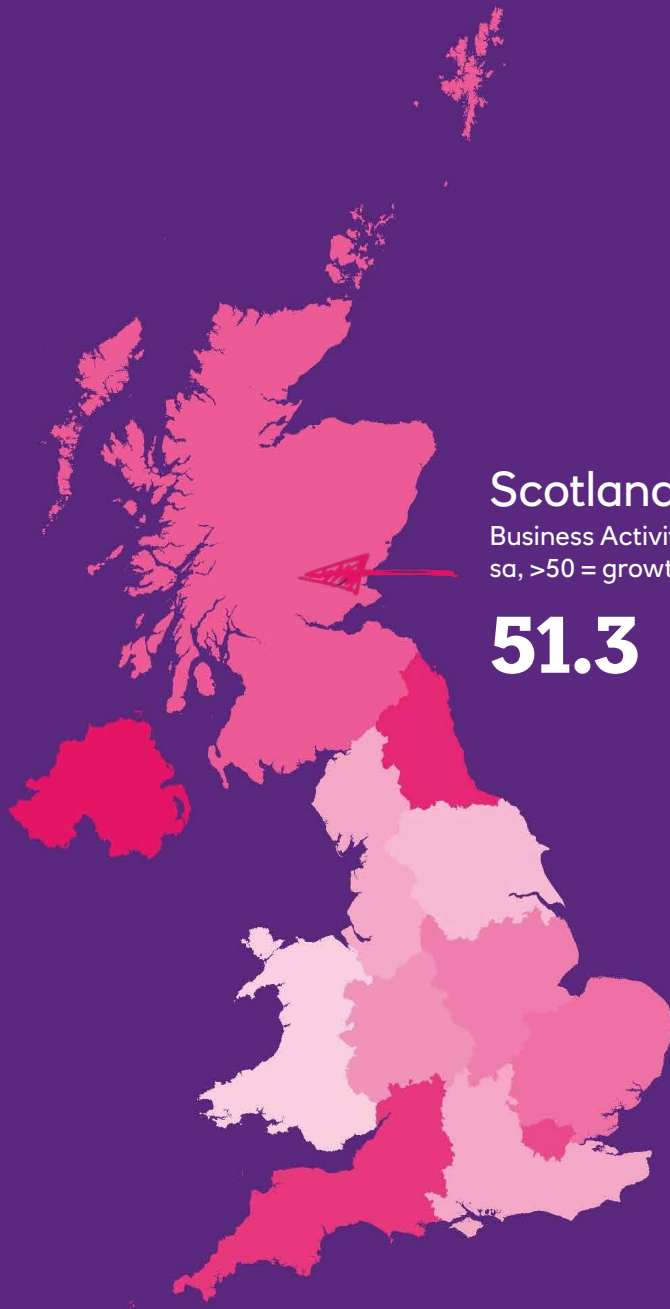 Scotland
Business Activit
sa, >50 = growt
51.3